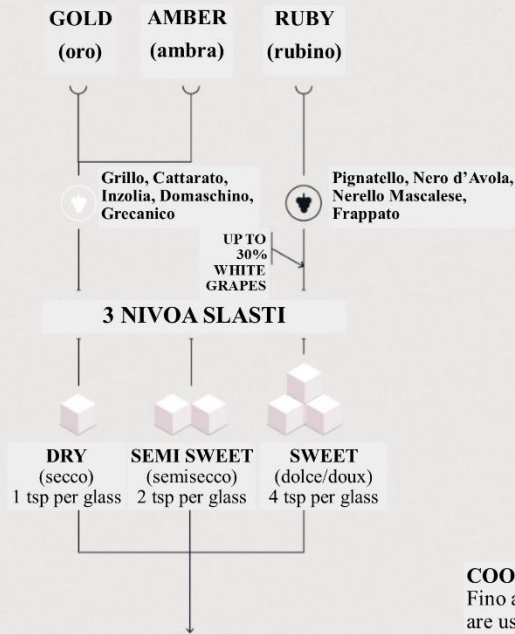 GOLD
(oro)
AMBER
(ambra)
RUBY
(rubino)
Grillo, Cattarato,
Inzolia, Domaschino,
Grecanico
Pignatello, Nero d’Avola,
Nerello Mascalese,
Frappato
UP TO
30%
WHITE
GRAPES
3 NIVOA SLASTI
DRY
(secco)
1 tsp per glass
SEMI SWEET
(semisecco)
2 tsp per glass
SWEET
(dolce/doux)
4 tsp per glass
Fino
are